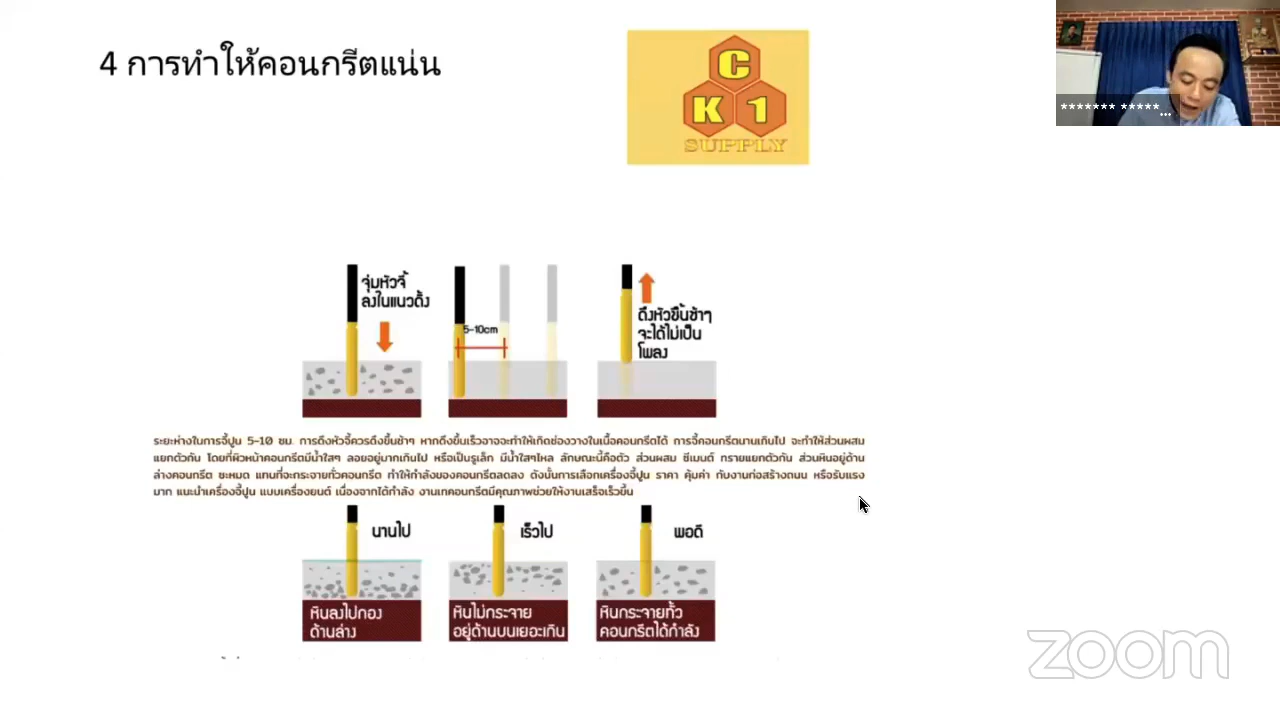 4 การทำให้คอนกรีตแน่น
C
K 1
SUPPLY
******* *****...
จุ่มหัวจี้
ลงในแนวดิ้ง
5-10cm
ดึงหัวขึ้นช้าๆ
จะได้ไม่เป็น
โพลง
ระยะห่างในการจี้ปูน 5-10 ซม. การดึงหัวจี้ควรดึงขึ้นช้าๆ หากดึงขึ้นเร็วอาจจะทำให้เกิดช่องวางในเนื้อคอนกรีตได้ การจี้คอนกรีตนานเกินไป จะทำให้ส่วนผสม
แยกตัวกัน โดยที่ผิวหน้าคอนกรีตมีน้ำใสๆ ลอยอยู่มากเกินไป หรือเป็นรูเล็ก มีน้ำใสๆไหล ลักษณะนี้คือตัว ส่วนผสม ซีเมนต์ ทรายแยกตัวกัน ส่วนหินอยู่ด้าน
ล่างคอนกรีต ซะหมด แทนที่จะกระจายทั่วคอนกรีต ทำให้กำลังของคอนกรีตลดลง ดังนั้นการเลือกเครื่องจี้ปูน ราคา คุ้มค่า กับงานก่อสร้างถนน หรือรับแรง
มาก แนะนำเครื่องจี้ปูน แบบเครื่องยนต์ เนื่องจากได้กำลัง งานเทคอนกรีตมีคุณภาพช่วยให้งานเสร็จเร็วขึ้น
นานไป
เร็วไป
พอดี
หินลงไปกอง
ด้านล่าง
หินไม่กระจาย
อยู่ด้านบนเยอะเกิน
หินกระจายทั้ว
คอนกรีตได้กำลัง
zoom